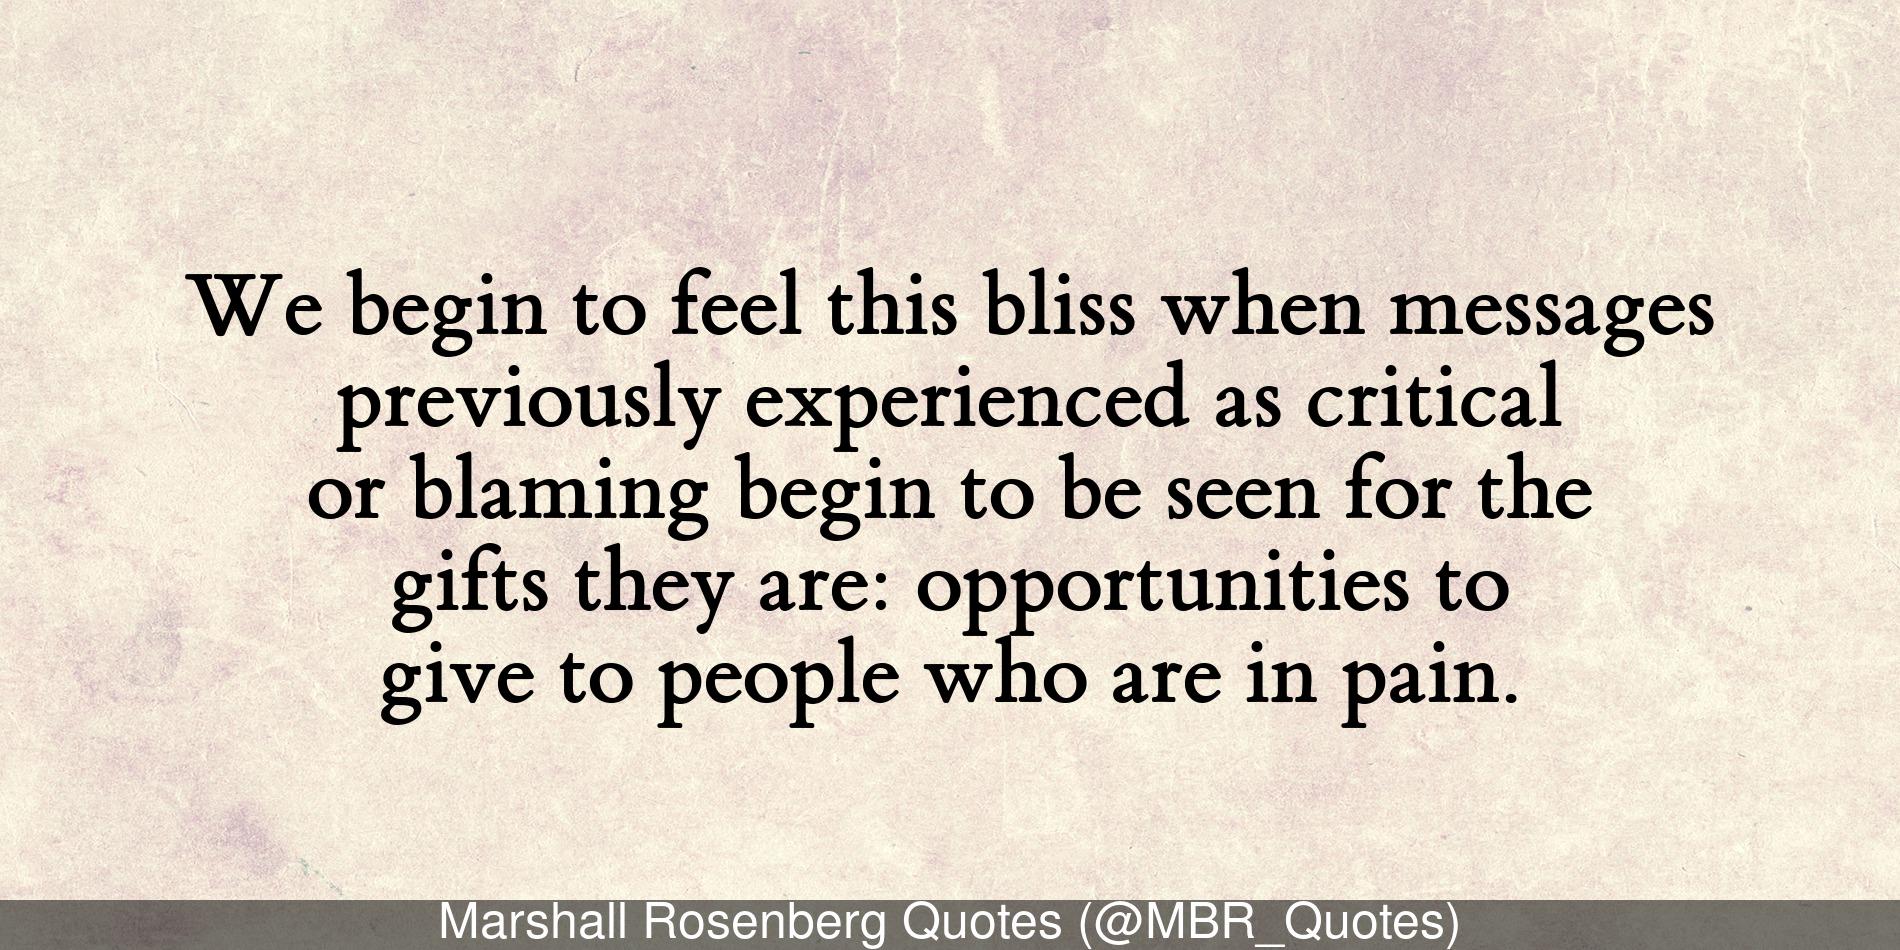 We begin to feel this bliss when messages
previously experienced as critical
or blaming begin to be seen for the
gifts they are: opportunities to
give to people who are in pain.
Marshall Rosenberg Quotes (@MBR_Quotes)